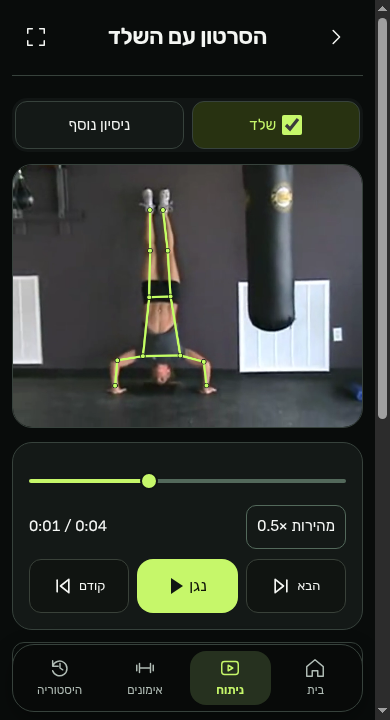 הסרטון עם השלד
שלד
ניסיון נוסף
0:01 / 0:04
מהירות 0.5×
הבא
נגן
קודם
בית
ניתוח
אימונים
היסטוריה